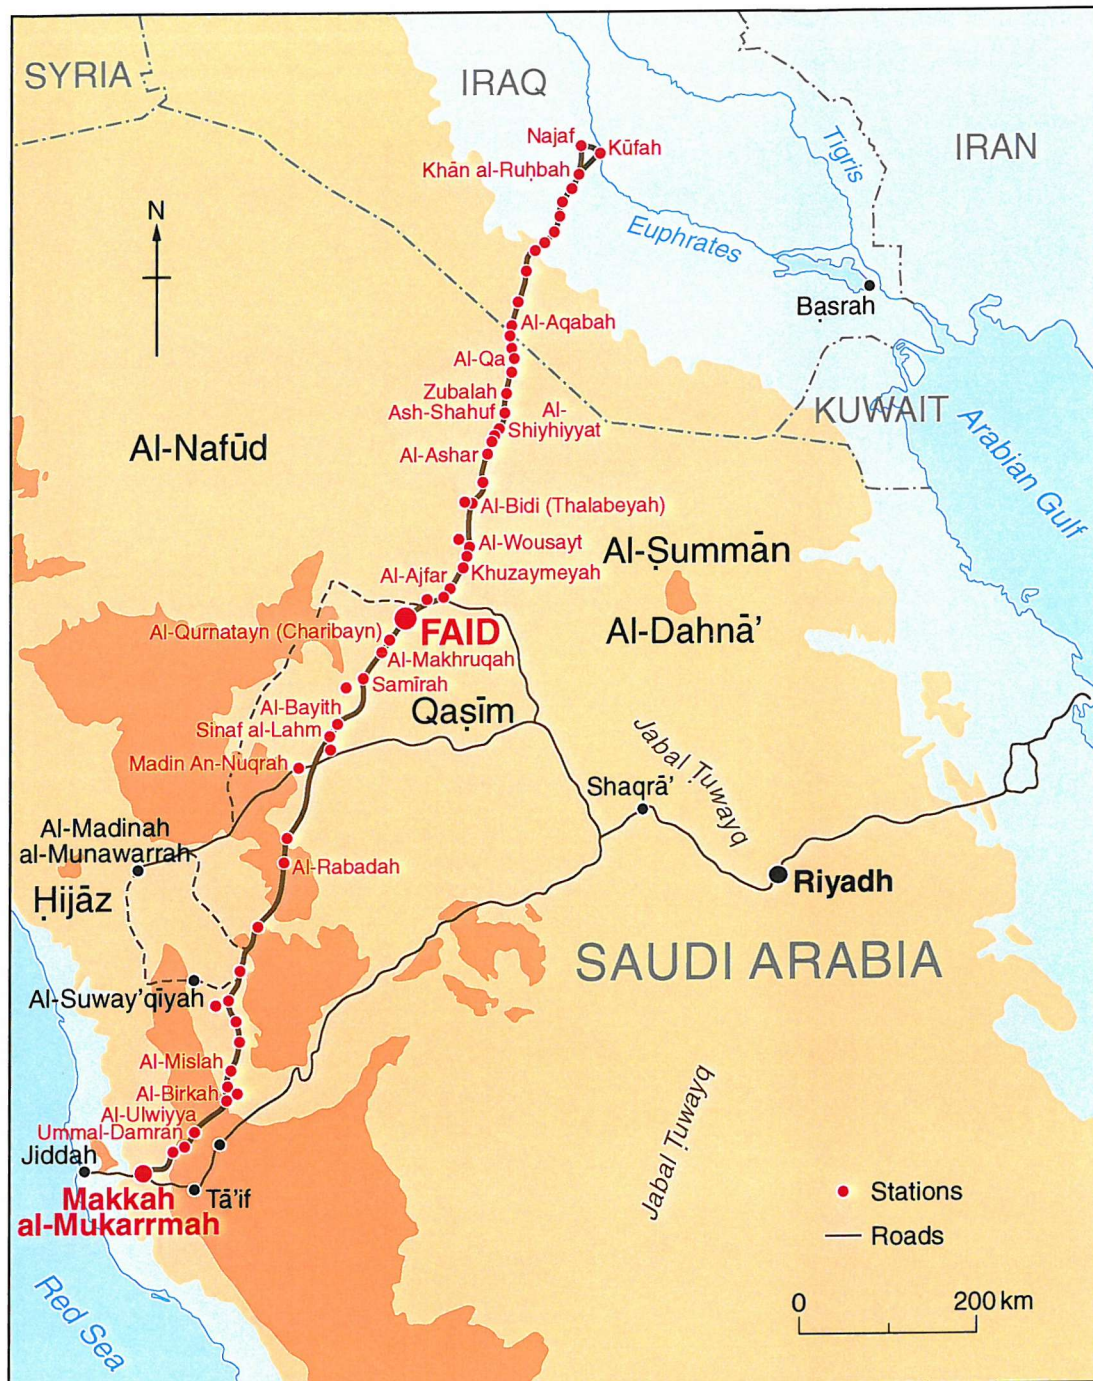 SYRIA
IRAQ
IRAN
Najaf
Kūfah
Khān al-Ruḥbah
Tigris
Euphrates
N
Baṣrah
Al-Aqabah
Al-Qa
Zubalah
Ash-Shahuf
Al-
Shiyhiyyat
KUWAIT
Arabian Gulf
Al-Nafūd
Al-Ashar
Al-Bidi (Thalabeyah)
Al-Wousayt
Al-Ṣummān
Khuzaymeyah
Al-Ajfar
FAID
Al-Dahnā'
Al-Qurnatayn (Charibayn)
Al-Makhruqah
Samīrah
Al-Bayith
Qaṣīm
Sinaf al-Lahm
Madin An-Nuqrah
Jabal Ṭuwayq
Shaqrā'
Al-Madinah
al-Munawarrah
Al-Rabadah
Riyadh
Ḥijāz
SAUDI ARABIA
Al-Suway'qīyah
Al-Mislah
Al-Birkah
Al-Ulwiyya
Ummal-Damran
Jiddah
Makkah
al-Mukarrmah
Tā'if
Jabal Ṭuwayq
Stations
Roads
Red Sea
0 200 km